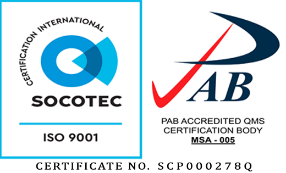 CERTIFICATION INTERNATIONAL
SOCOTEC
ISO 9001
PAB
PAB ACCREDITED QMS
CERTIFICATION BODY
MSA - 005
CERTIFICATE NO. SCP000278Q